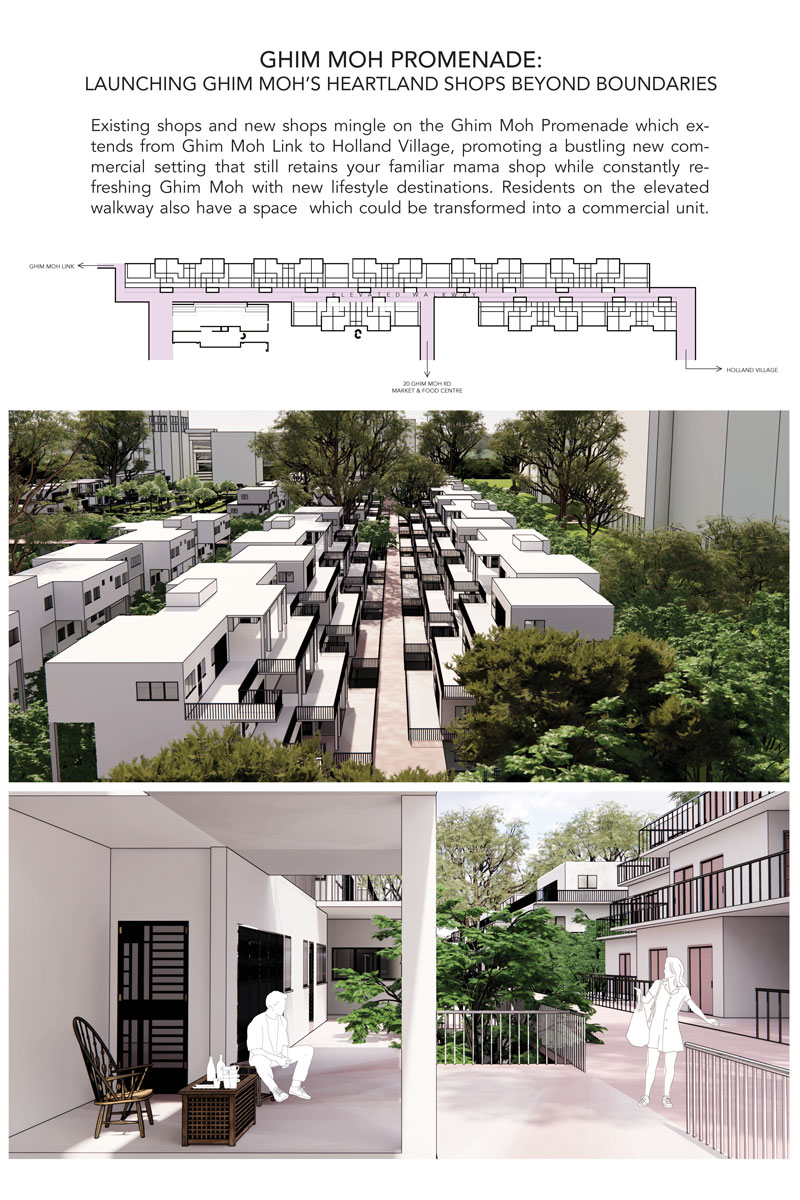 GHIM MOH PROMENADE:
LAUNCHING GHIM MOH'S HEARTLAND SHOPS BEYOND BOUNDARIES
Existing shops and new shops mingle on the Ghim Moh Promenade which ex-
tends from Ghim Moh Link to Holland Village, promoting a bustling new com-
mercial setting that still retains your familiar mama shop while constantly re-
freshing Ghim Moh with new lifestyle destinations. Residents on the elevated
walkway also have a space which could be transformed into a commercial unit.
GHIM MOH LINK
ELEVATED WALKWAY
HOLLAND VILLAGE
20 GHIM MOH RD.
MARKET & FOOD CENTRE